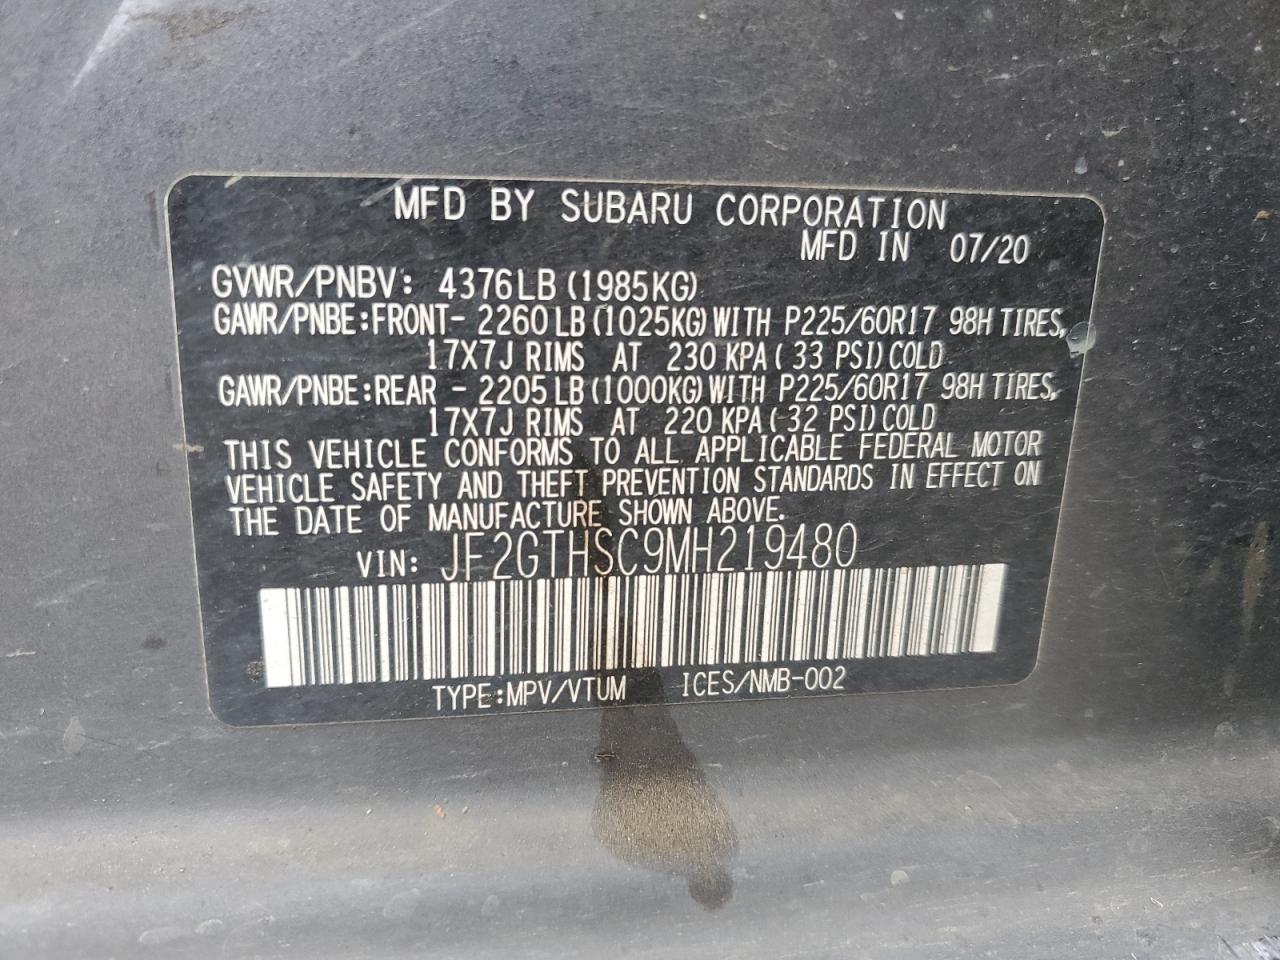 MFD BY SUBARU CORPORATION
MFD IN 07/20
GVWR/PNBV: 4376LB (1985KG)
GAWR/PNBE:FRONT- 2260 LB (1025KG) WITH P225/60R17 98H TIRES,
17X7J RIMS AT 230 KPA ( 33 PSI) COLD
GAWR/PNBE:REAR - 2205 LB (1000KG) WITH P225/60R17 98H TIRES,
17X7J RIMS AT 220 KPA ( 32 PSI) COLD
THIS VEHICLE CONFORMS TO ALL APPLICABLE FEDERAL MOTOR
VEHICLE SAFETY AND THEFT PREVENTION STANDARDS IN EFFECT ON
THE DATE OF MANUFACTURE SHOWN ABOVE.
VIN: JF2GTHSC9MH219480
TYPE:MPV/VTUM ICES/NMB-002